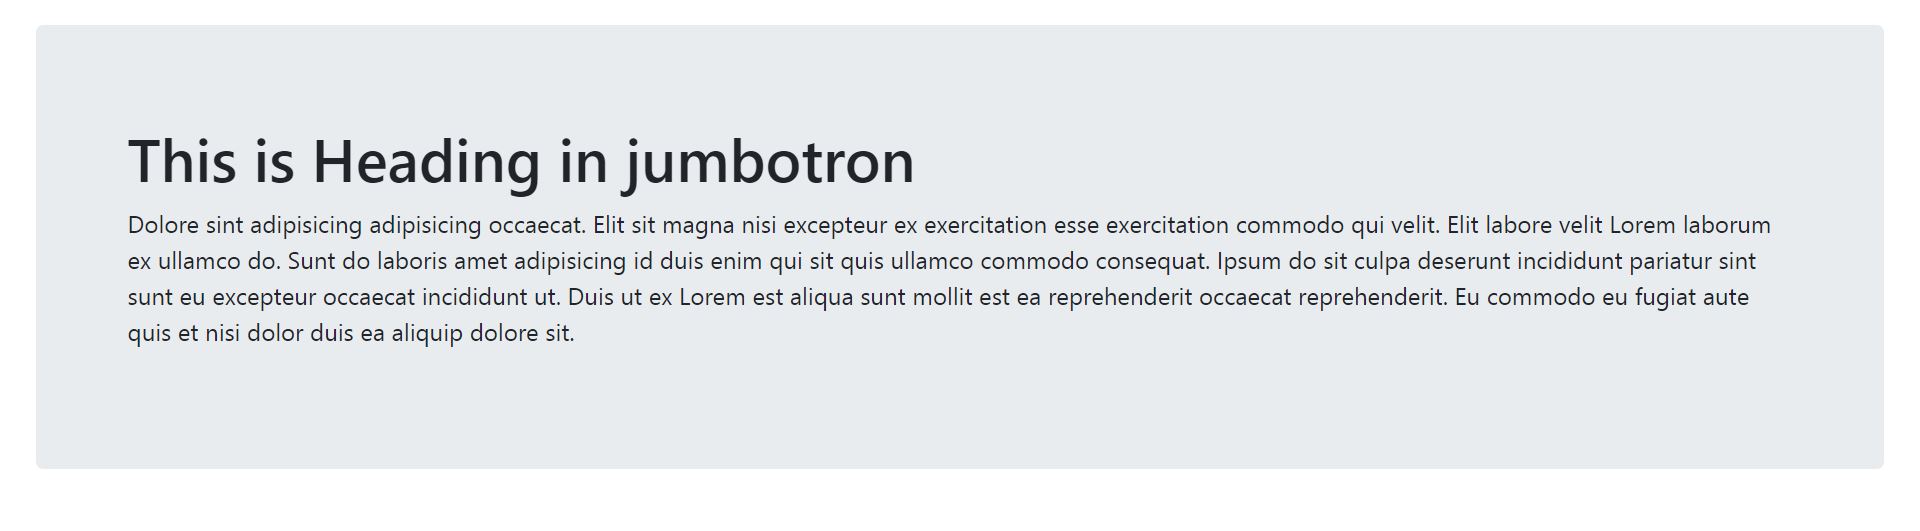 This is Heading in jumbotron
Dolore sint adipisicing adipisicing occaecat. Elit sit magna nisi excepteur ex exercitation esse exercitation commodo qui velit. Elit labore velit Lorem laborum
ex ullamco do. Sunt do laboris amet adipisicing id duis enim qui sit quis ullamco commodo consequat. Ipsum do sit culpa deserunt incididunt pariatur sint
sunt eu excepteur occaecat incididunt ut. Duis ut ex Lorem est aliqua sunt mollit est ea reprehenderit occaecat reprehenderit. Eu commodo eu fugiat aute
quis et nisi dolor duis ea aliquip dolore sit.